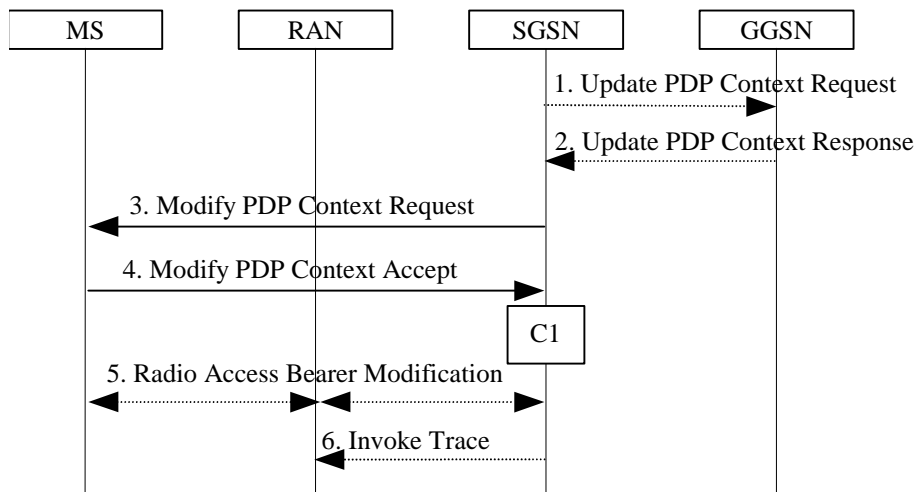 MS
RAN
SGSN
GGSN
1. Update PDP Context Request
2. Update PDP Context Response
3. Modify PDP Context Request
4. Modify PDP Context Accept
C1
5. Radio Access Bearer Modification
6. Invoke Trace